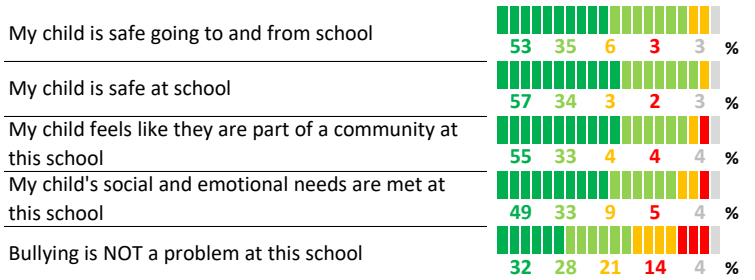 My child is safe going to and from school
53 35 6 3 3 %
My child is safe at school
57 34 3 2 3 %
My child feels like they are part of a community at
this school
55 33 4 4 4 %
My child's social and emotional needs are met at
this school
49 33 9 5 4 %
Bullying is NOT a problem at this school
32 28 21 14 4 %